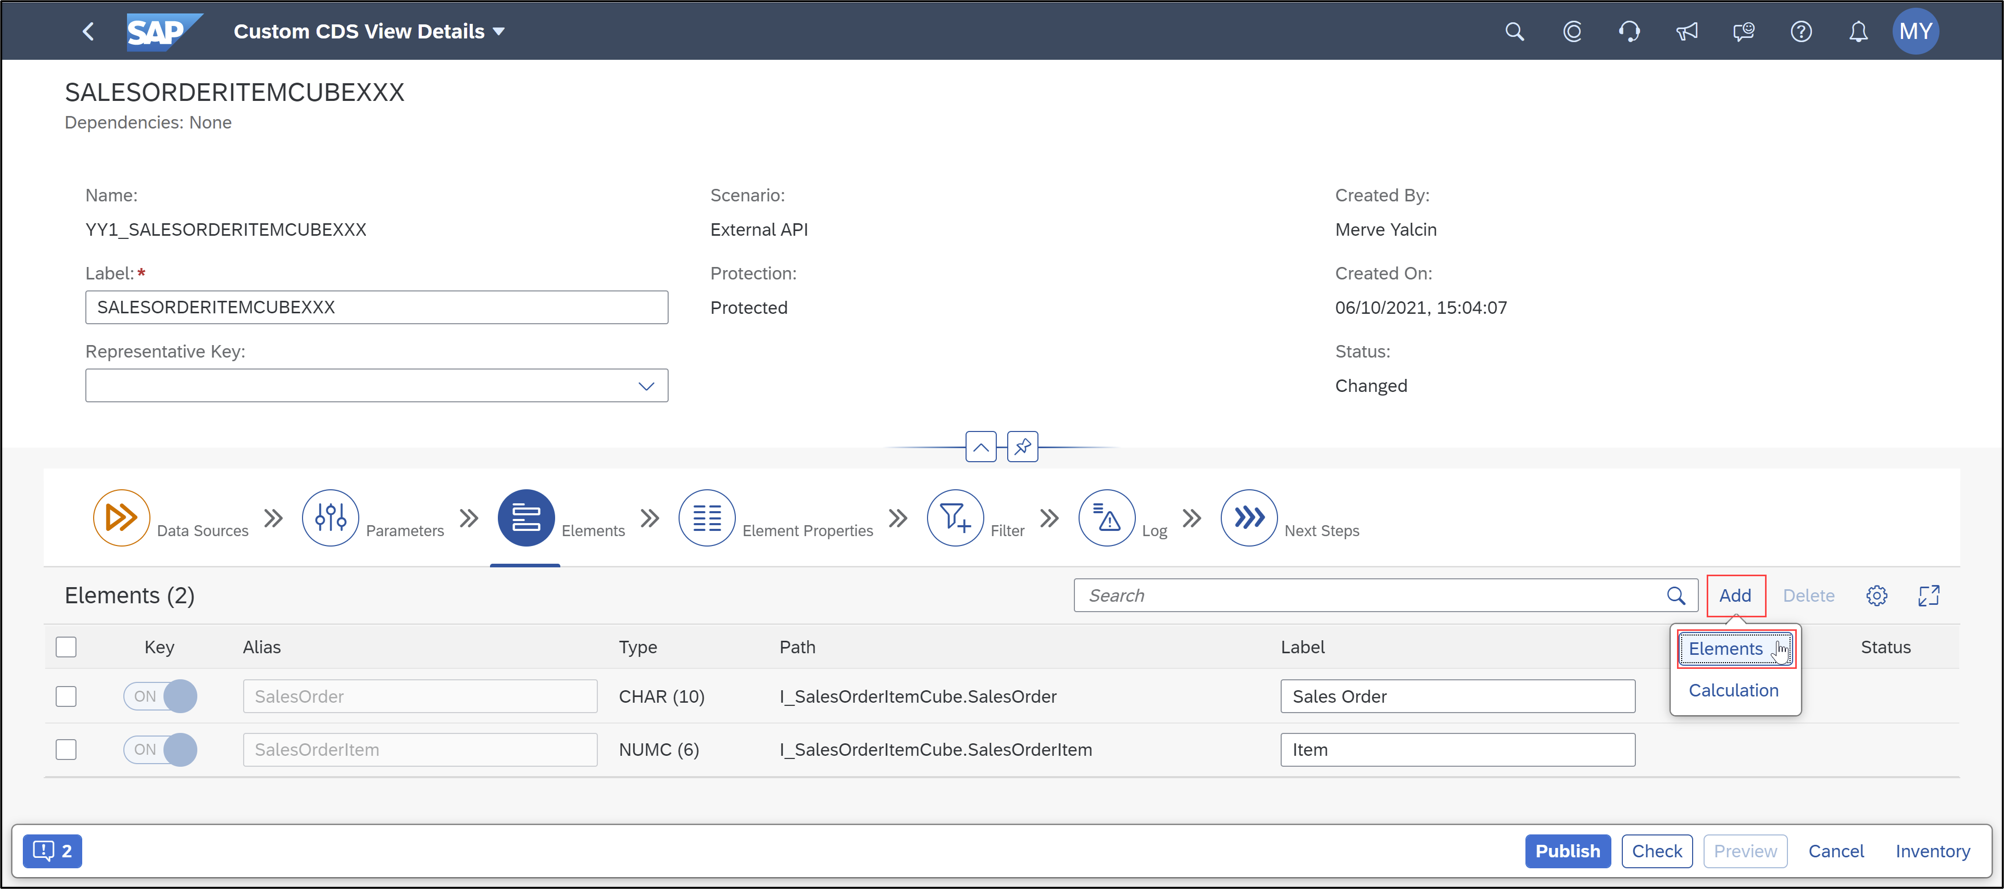 SAP Custom CDS View Details MY
SALESORDERITEMCUBEXXX
Dependencies: None
Name: Scenario: Created By:
YY1_SALESORDERITEMCUBEXXX External API Merve Yalcin
Label:* Protection: Created On:
SALESORDERITEMCUBEXXX Protected 06/10/2021, 15:04:07
Representative Key: Status:
Changed
Data Sources Parameters Elements Element Properties Filter Log Next Steps
Elements (2) Search Add Delete
Key Alias Type Path Label Elements Status
Calculation
ON SalesOrder CHAR (10) I_SalesOrderItemCube.SalesOrder Sales Order
ON SalesOrderItem NUMC (6) I_SalesOrderItemCube.SalesOrderItem Item
2 Publish Check Preview Cancel Inventory